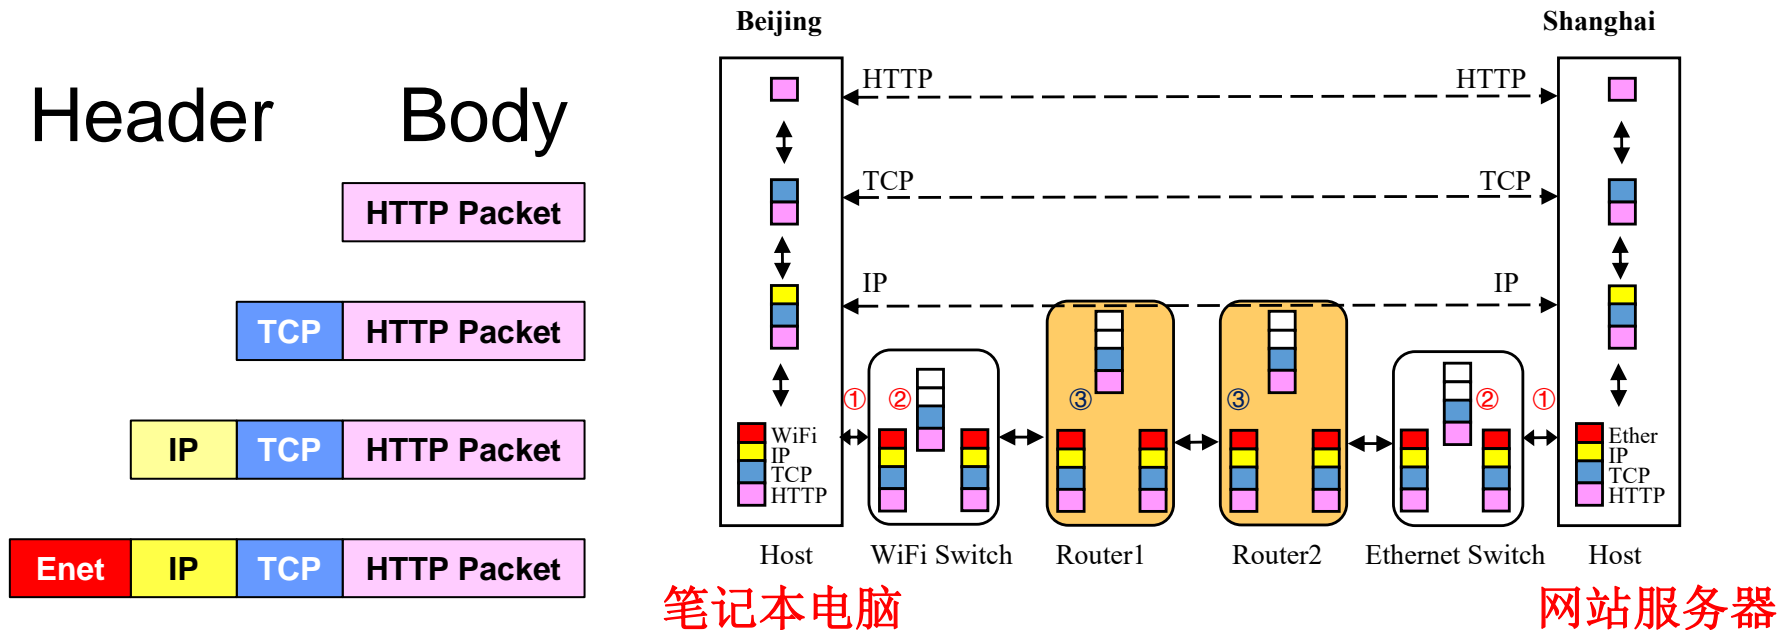 Header Body
HTTP Packet
TCP HTTP Packet
IP TCP HTTP Packet
Enet IP TCP HTTP Packet
Beijing Shanghai
HTTP HTTP
TCP TCP
IP IP
① ② ③ ③ ② ①
WiFi Ether
IP IP
TCP TCP
HTTP HTTP
Host WiFi Switch Router1 Router2 Ethernet Switch Host
笔记本电脑 网站服务器